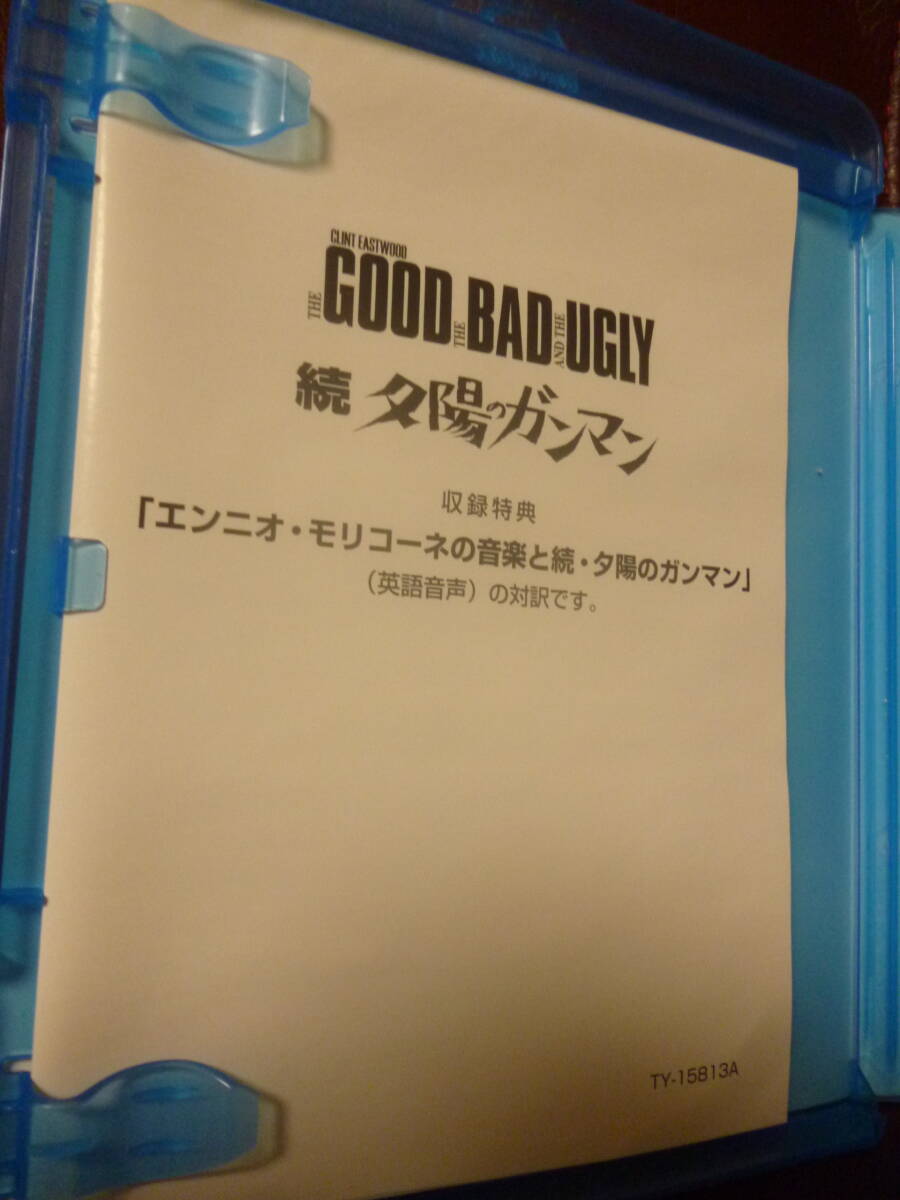 CLINT EASTWOOD
THE GOOD THE BAD AND THE UGLY
続 夕陽のガンマン
収録特典
「エンニオ・モリコーネの音楽と続・夕陽のガンマン」
(英語音声)の対訳です。
TY-15813A